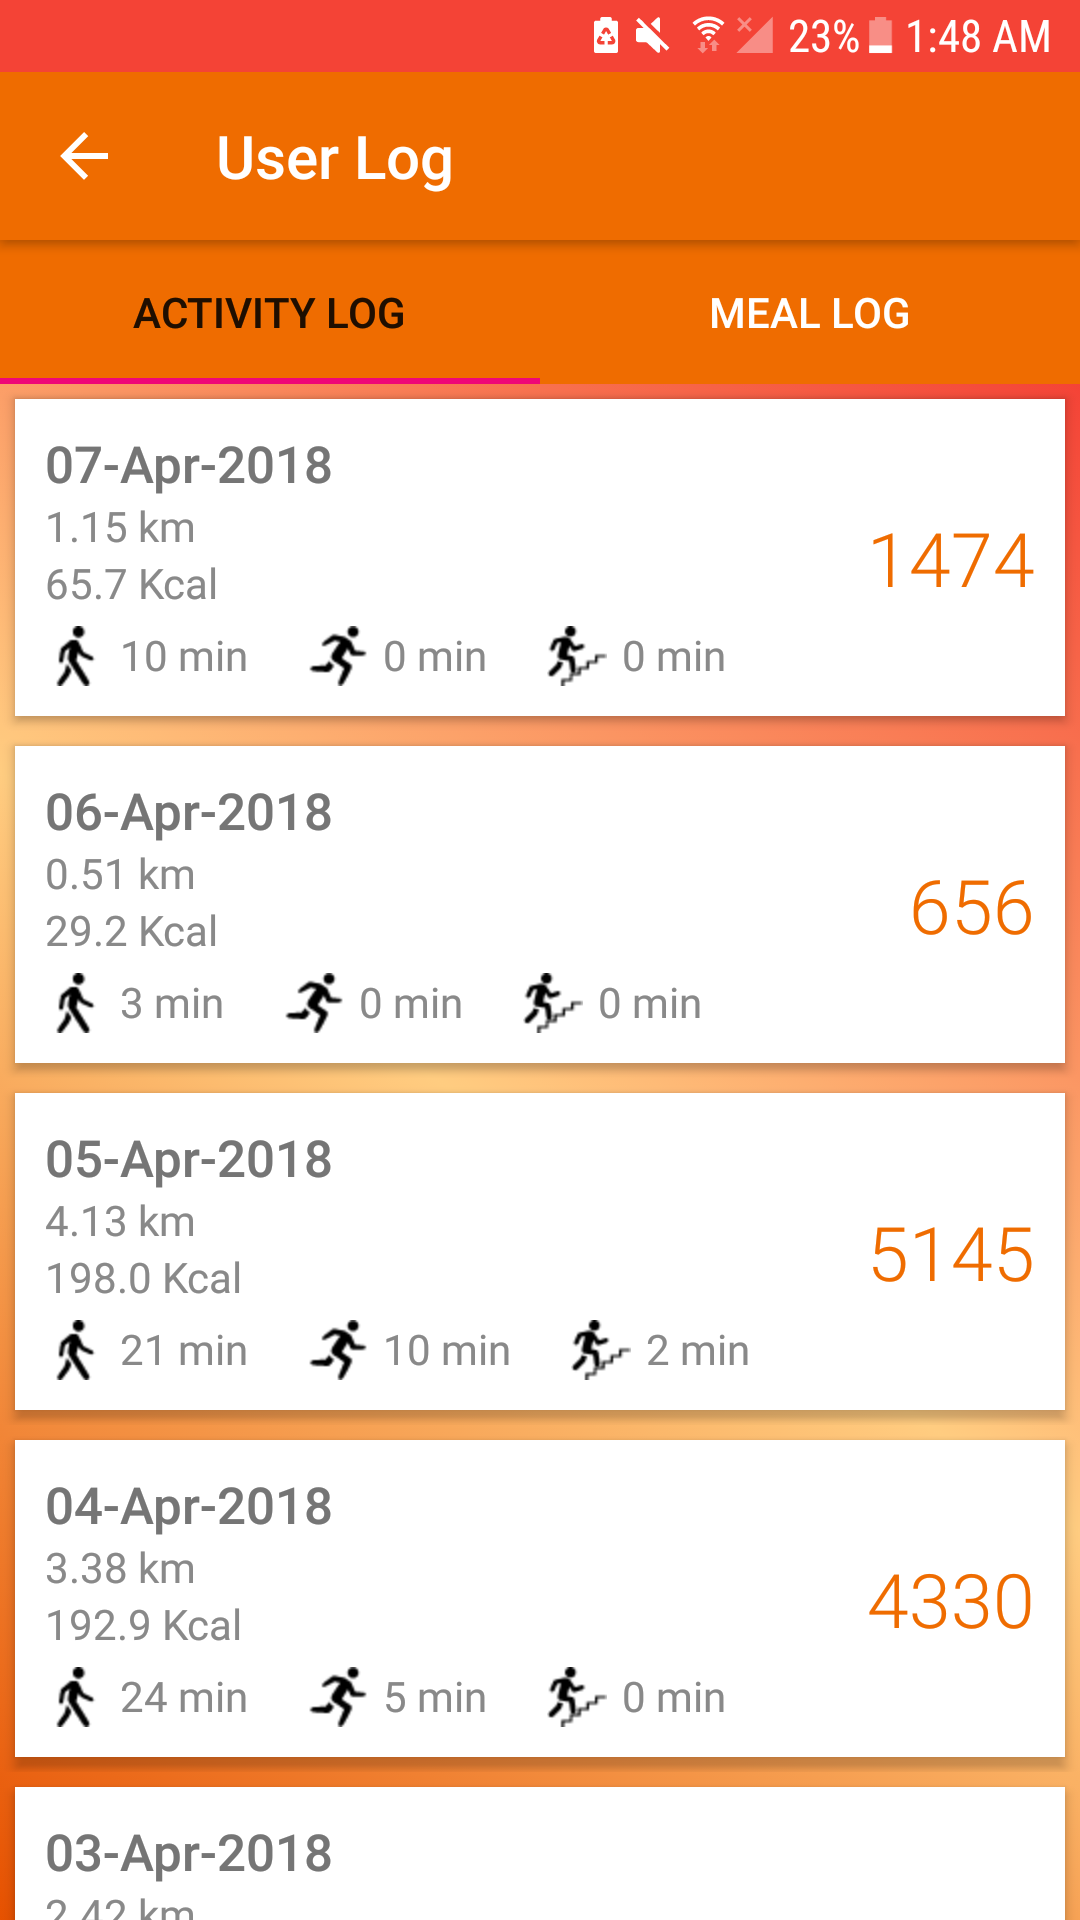 23% 1:48 AM
User Log
ACTIVITY LOG MEAL LOG
07-Apr-2018
1.15 km
65.7 Kcal
1474
10 min 0 min 0 min
06-Apr-2018
0.51 km
29.2 Kcal
656
3 min 0 min 0 min
05-Apr-2018
4.13 km
198.0 Kcal
5145
21 min 10 min 2 min
04-Apr-2018
3.38 km
192.9 Kcal
4330
24 min 5 min 0 min
03-Apr-2018
2.42 km